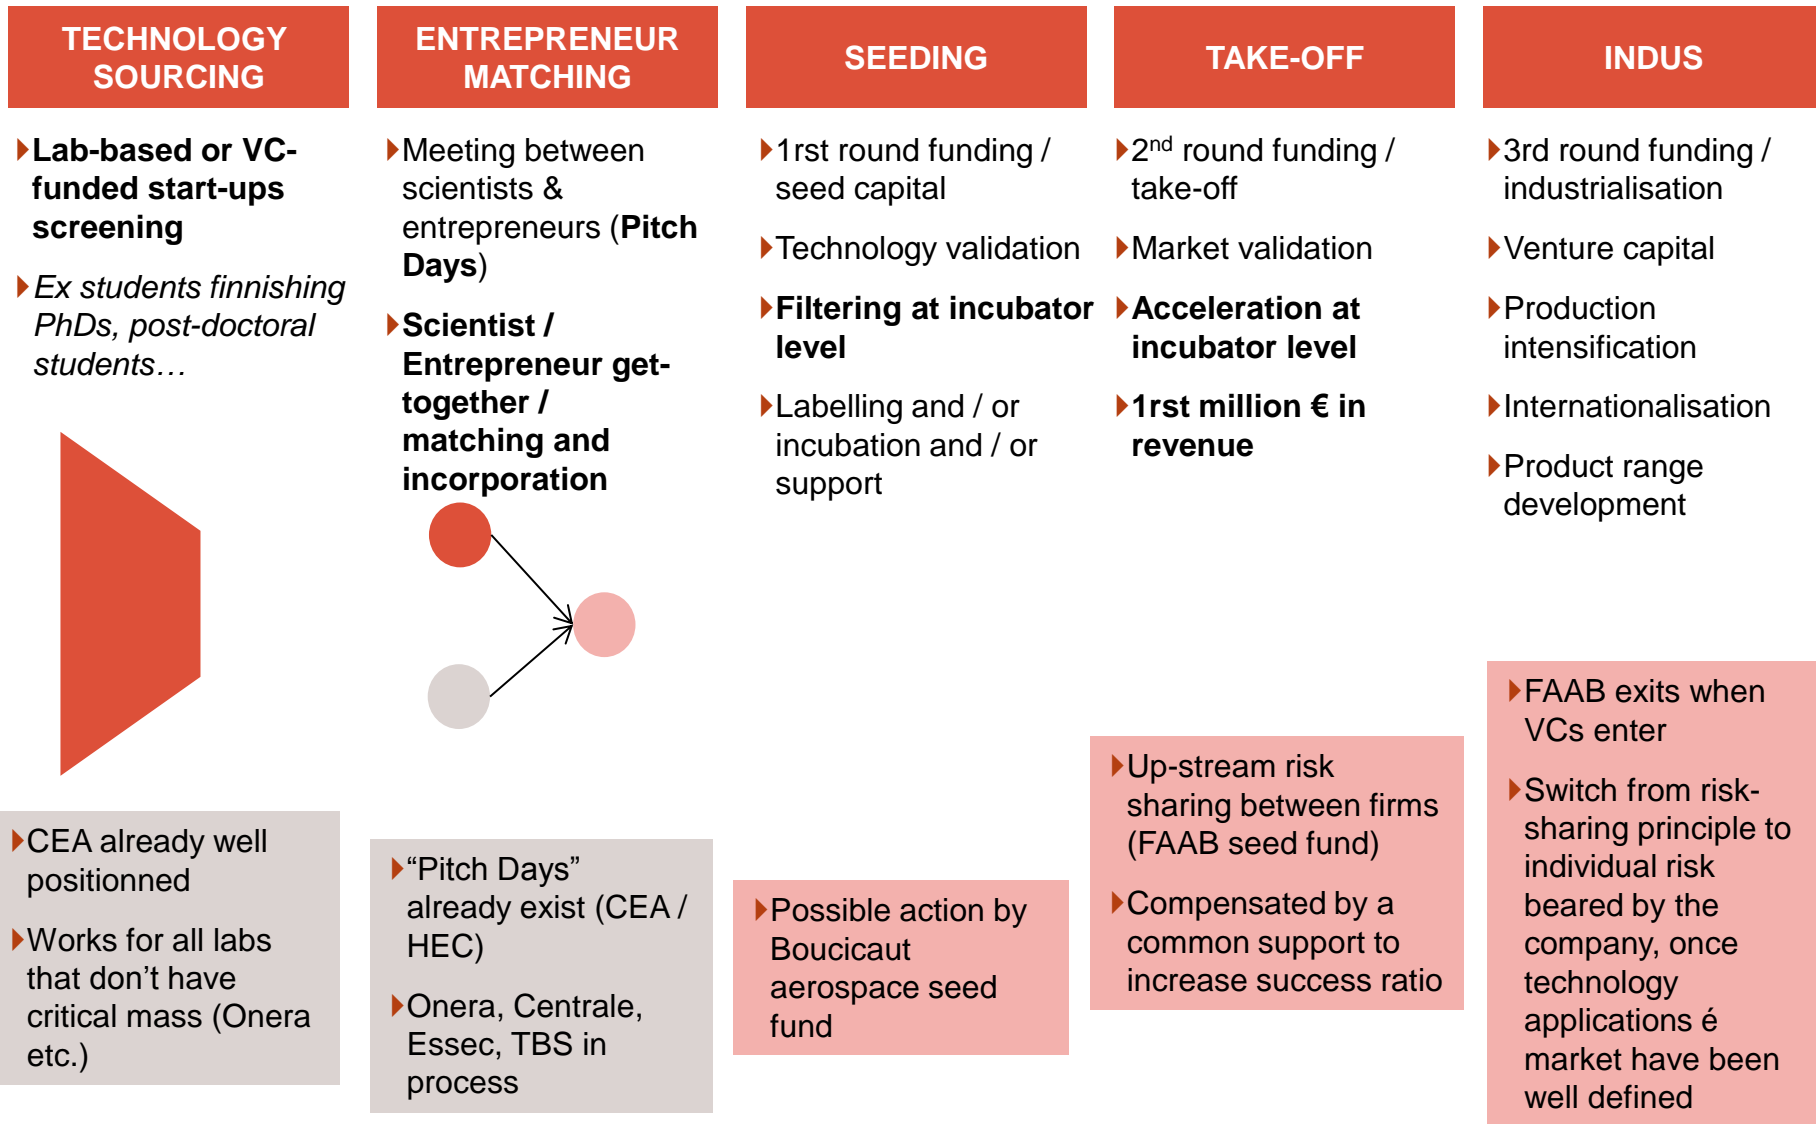 TECHNOLOGY
SOURCING
Lab-based or VC-
funded start-ups
screening
Ex students finnishing
PhDs, post-doctoral
students…
CEA already well
positionned
Works for all labs
that don’t have
critical mass (Onera
etc.)
ENTREPRENEUR
MATCHING
Meeting between
scientists &
entrepreneurs (Pitch
Days)
Scientist /
Entrepreneur get-
together /
matching and
incorporation
“Pitch Days”
already exist (CEA /
HEC)
Onera, Centrale,
Essec, TBS in
process
SEEDING
1rst round funding /
seed capital
Technology validation
Filtering at incubator
level
Labelling and / or
incubation and / or
support
Possible action by
Boucicaut
aerospace seed
fund
TAKE-OFF
2nd round funding /
take-off
Market validation
Acceleration at
incubator level
1rst million € in
revenue
Up-stream risk
sharing between firms
(FAAB seed fund)
Compensated by a
common support to
increase success ratio
INDUS
3rd round funding /
industrialisation
Venture capital
Production
intensification
Internationalisation
Product range
development
FAAB exits when
VCs enter
Switch from risk-
sharing principle to
individual risk
beared by the
company, once
technology
applications é
market have been
well defined